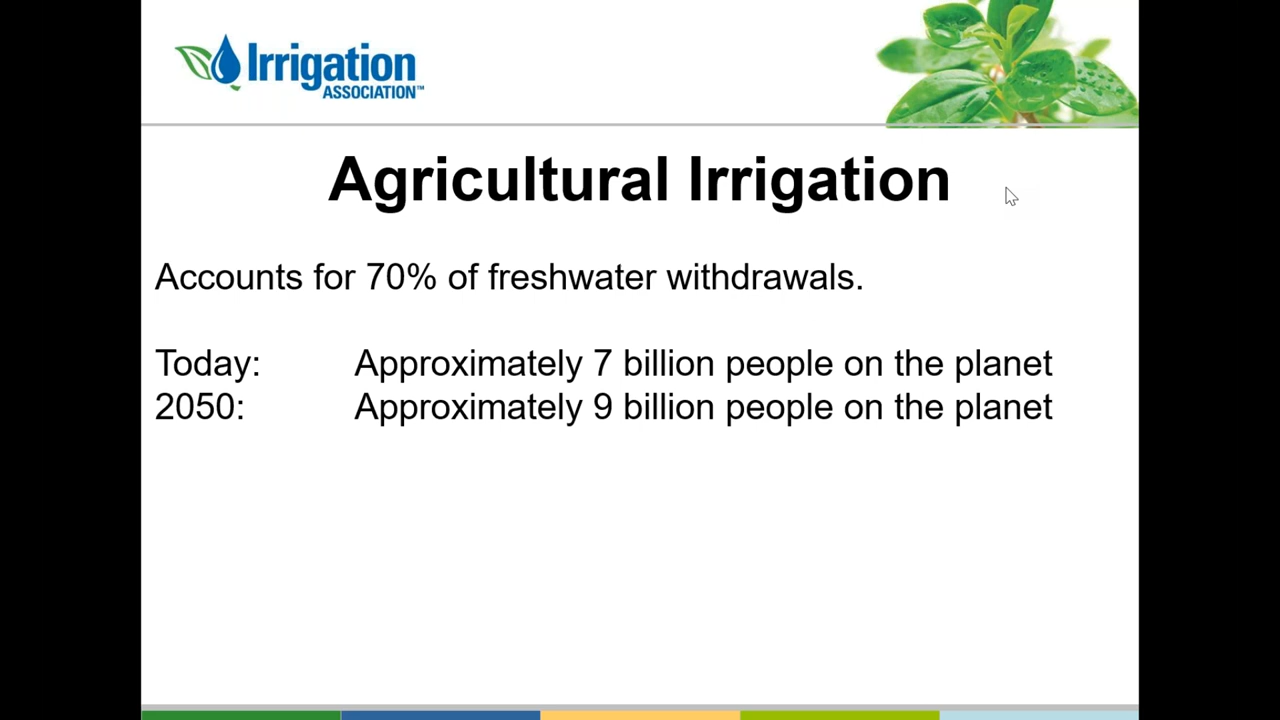 Irrigation
ASSOCIATION™
Agricultural Irrigation
Accounts for 70% of freshwater withdrawals.
Today: Approximately 7 billion people on the planet
2050: Approximately 9 billion people on the planet